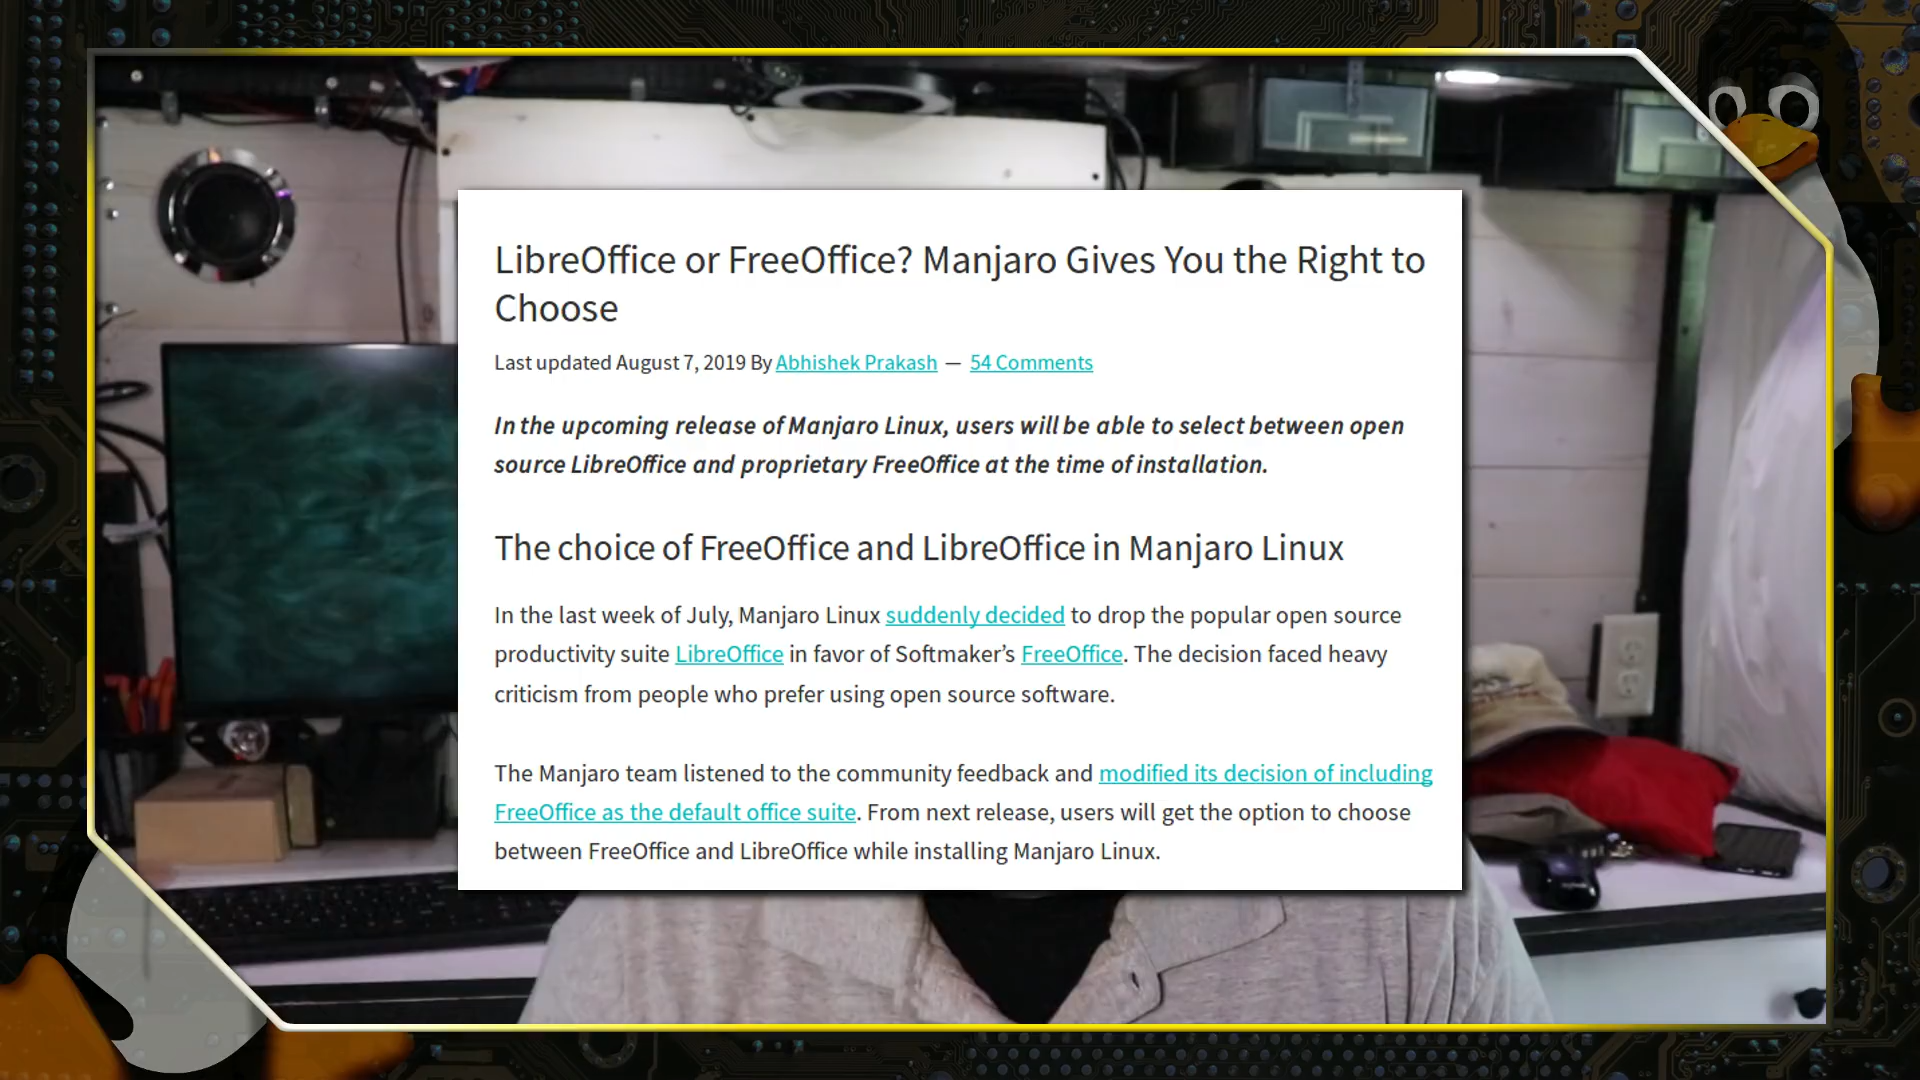 LibreOffice or FreeOffice? Manjaro Gives You the Right to
Choose
Last updated August 7, 2019 By Abhishek Prakash — 54 Comments
In the upcoming release of Manjaro Linux, users will be able to select between open
source LibreOffice and proprietary FreeOffice at the time of installation.
The choice of FreeOffice and LibreOffice in Manjaro Linux
In the last week of July, Manjaro Linux suddenly decided to drop the popular open source
productivity suite LibreOffice in favor of Softmaker’s FreeOffice. The decision faced heavy
criticism from people who prefer using open source software.
The Manjaro team listened to the community feedback and modified its decision of including
FreeOffice as the default office suite. From next release, users will get the option to choose
between FreeOffice and LibreOffice while installing Manjaro Linux.